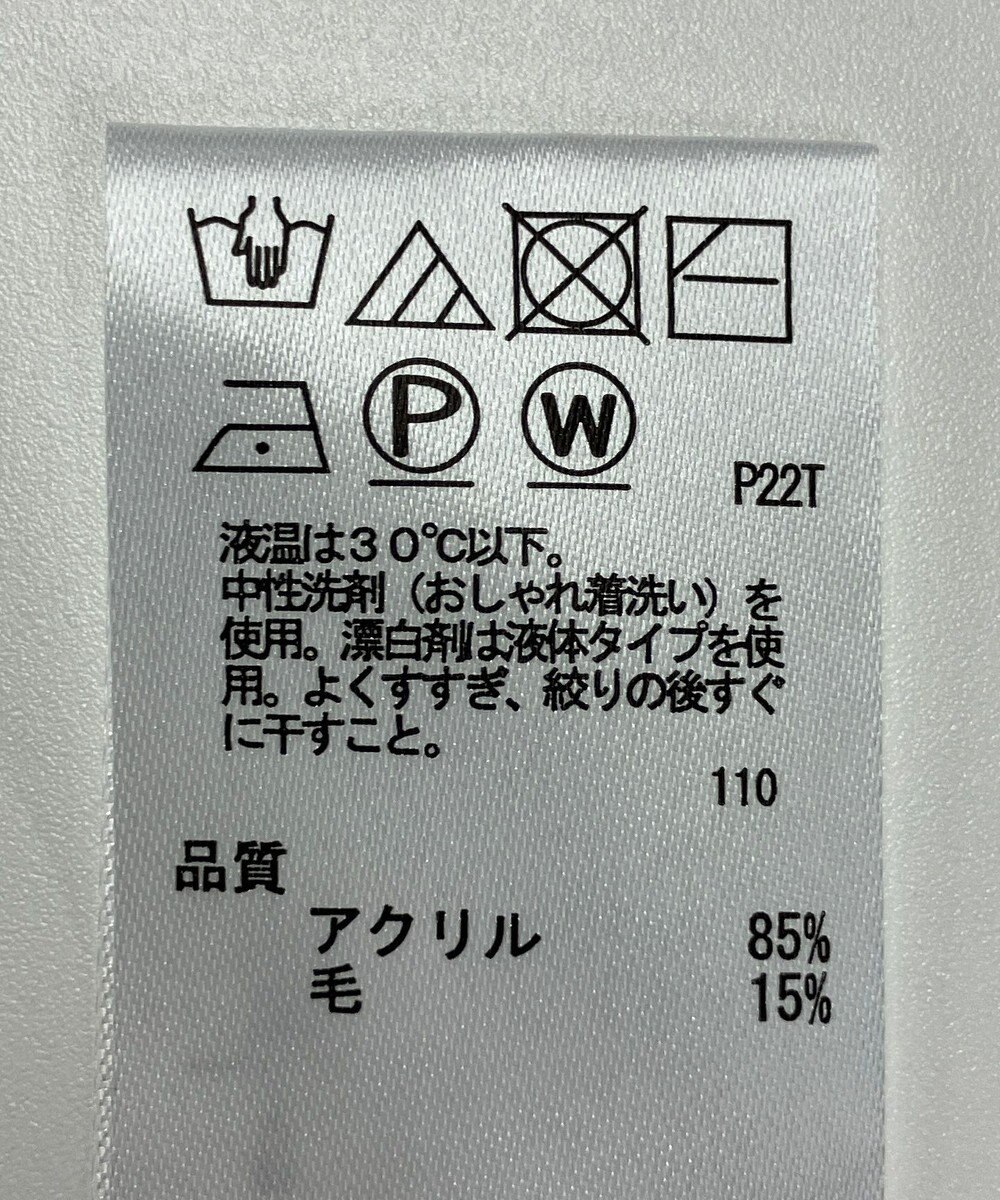 P W
P22T
液温は30℃以下。
中性洗剤（おしゃれ着洗い）を
使用。漂白剤は液体タイプを使
用。よくすすぎ、絞りの後すぐ
に干すこと。
110
品質
アクリル 85%
毛 15%